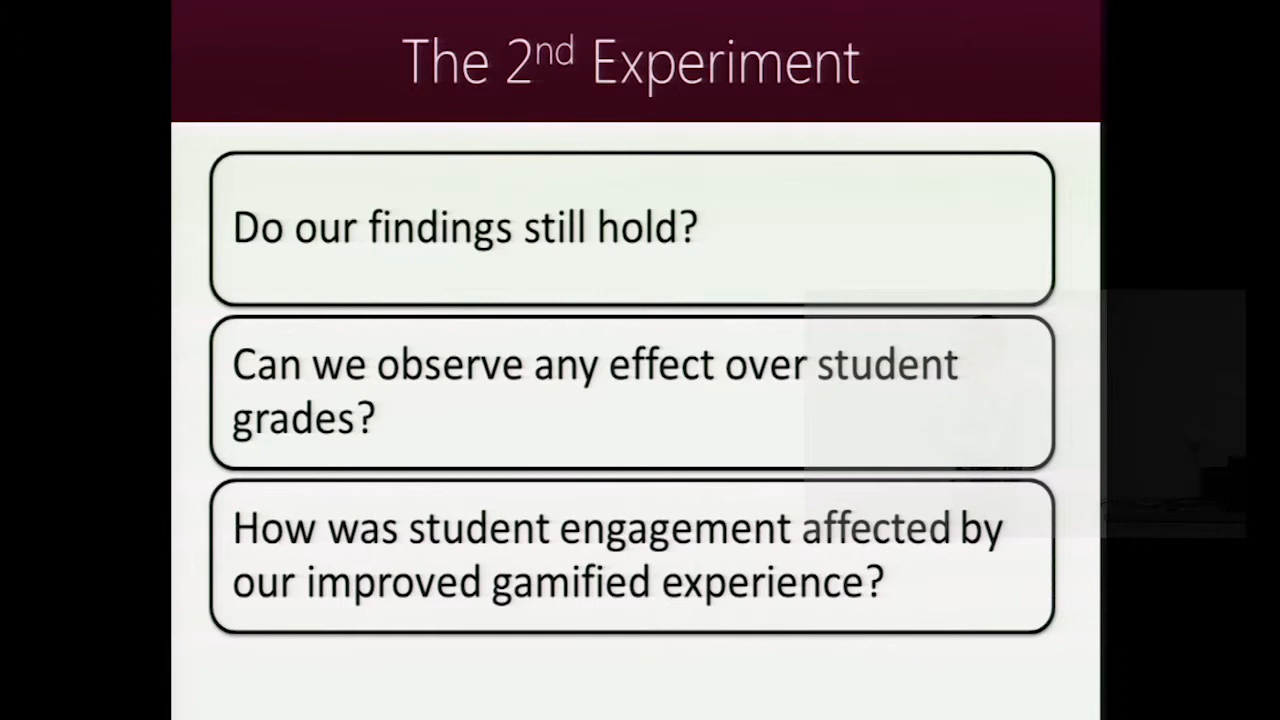 The 2nd Experiment
Do our findings still hold?
Can we observe any effect over student
grades?
How was student engagement affected by
our improved gamified experience?